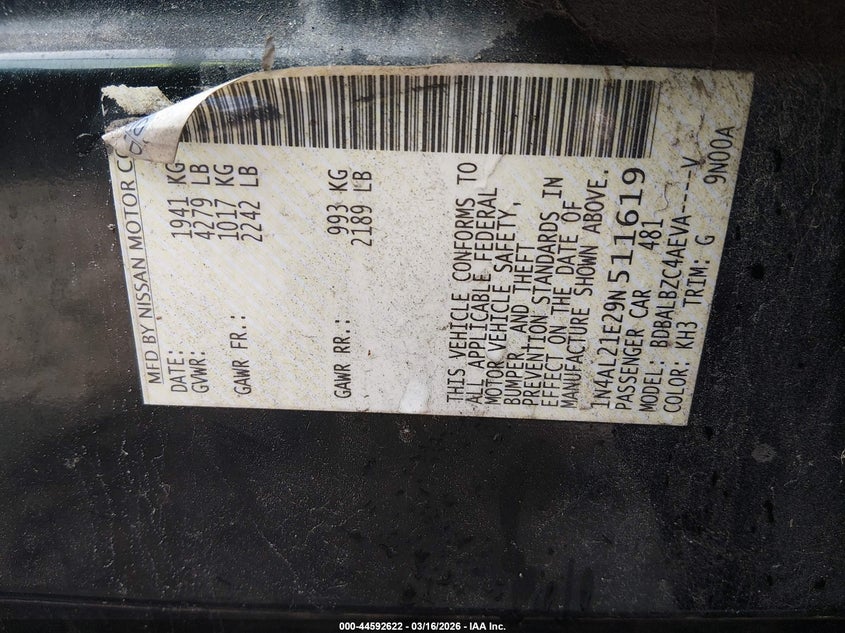 MFD BY NISSAN MOTOR CO
DATE:
GVWR: 1941 KG
4279 LB
GAWR FR.: 1017 KG
2242 LB
GAWR RR.: 993 KG
2189 LB
THIS VEHICLE CONFORMS TO
ALL APPLICABLE FEDERAL
MOTOR VEHICLE SAFETY,
BUMPER AND THEFT
PREVENTION STANDARDS IN
EFFECT ON THE DATE OF
MANUFACTURE SHOWN ABOVE.
1N4AL21E29N511619
PASSENGER CAR 481
MODEL: BDBALBZC4AEVA----V
COLOR: KH3 TRIM: G 9N00A
000-44592622 — 03/16/2026 — IAA Inc.